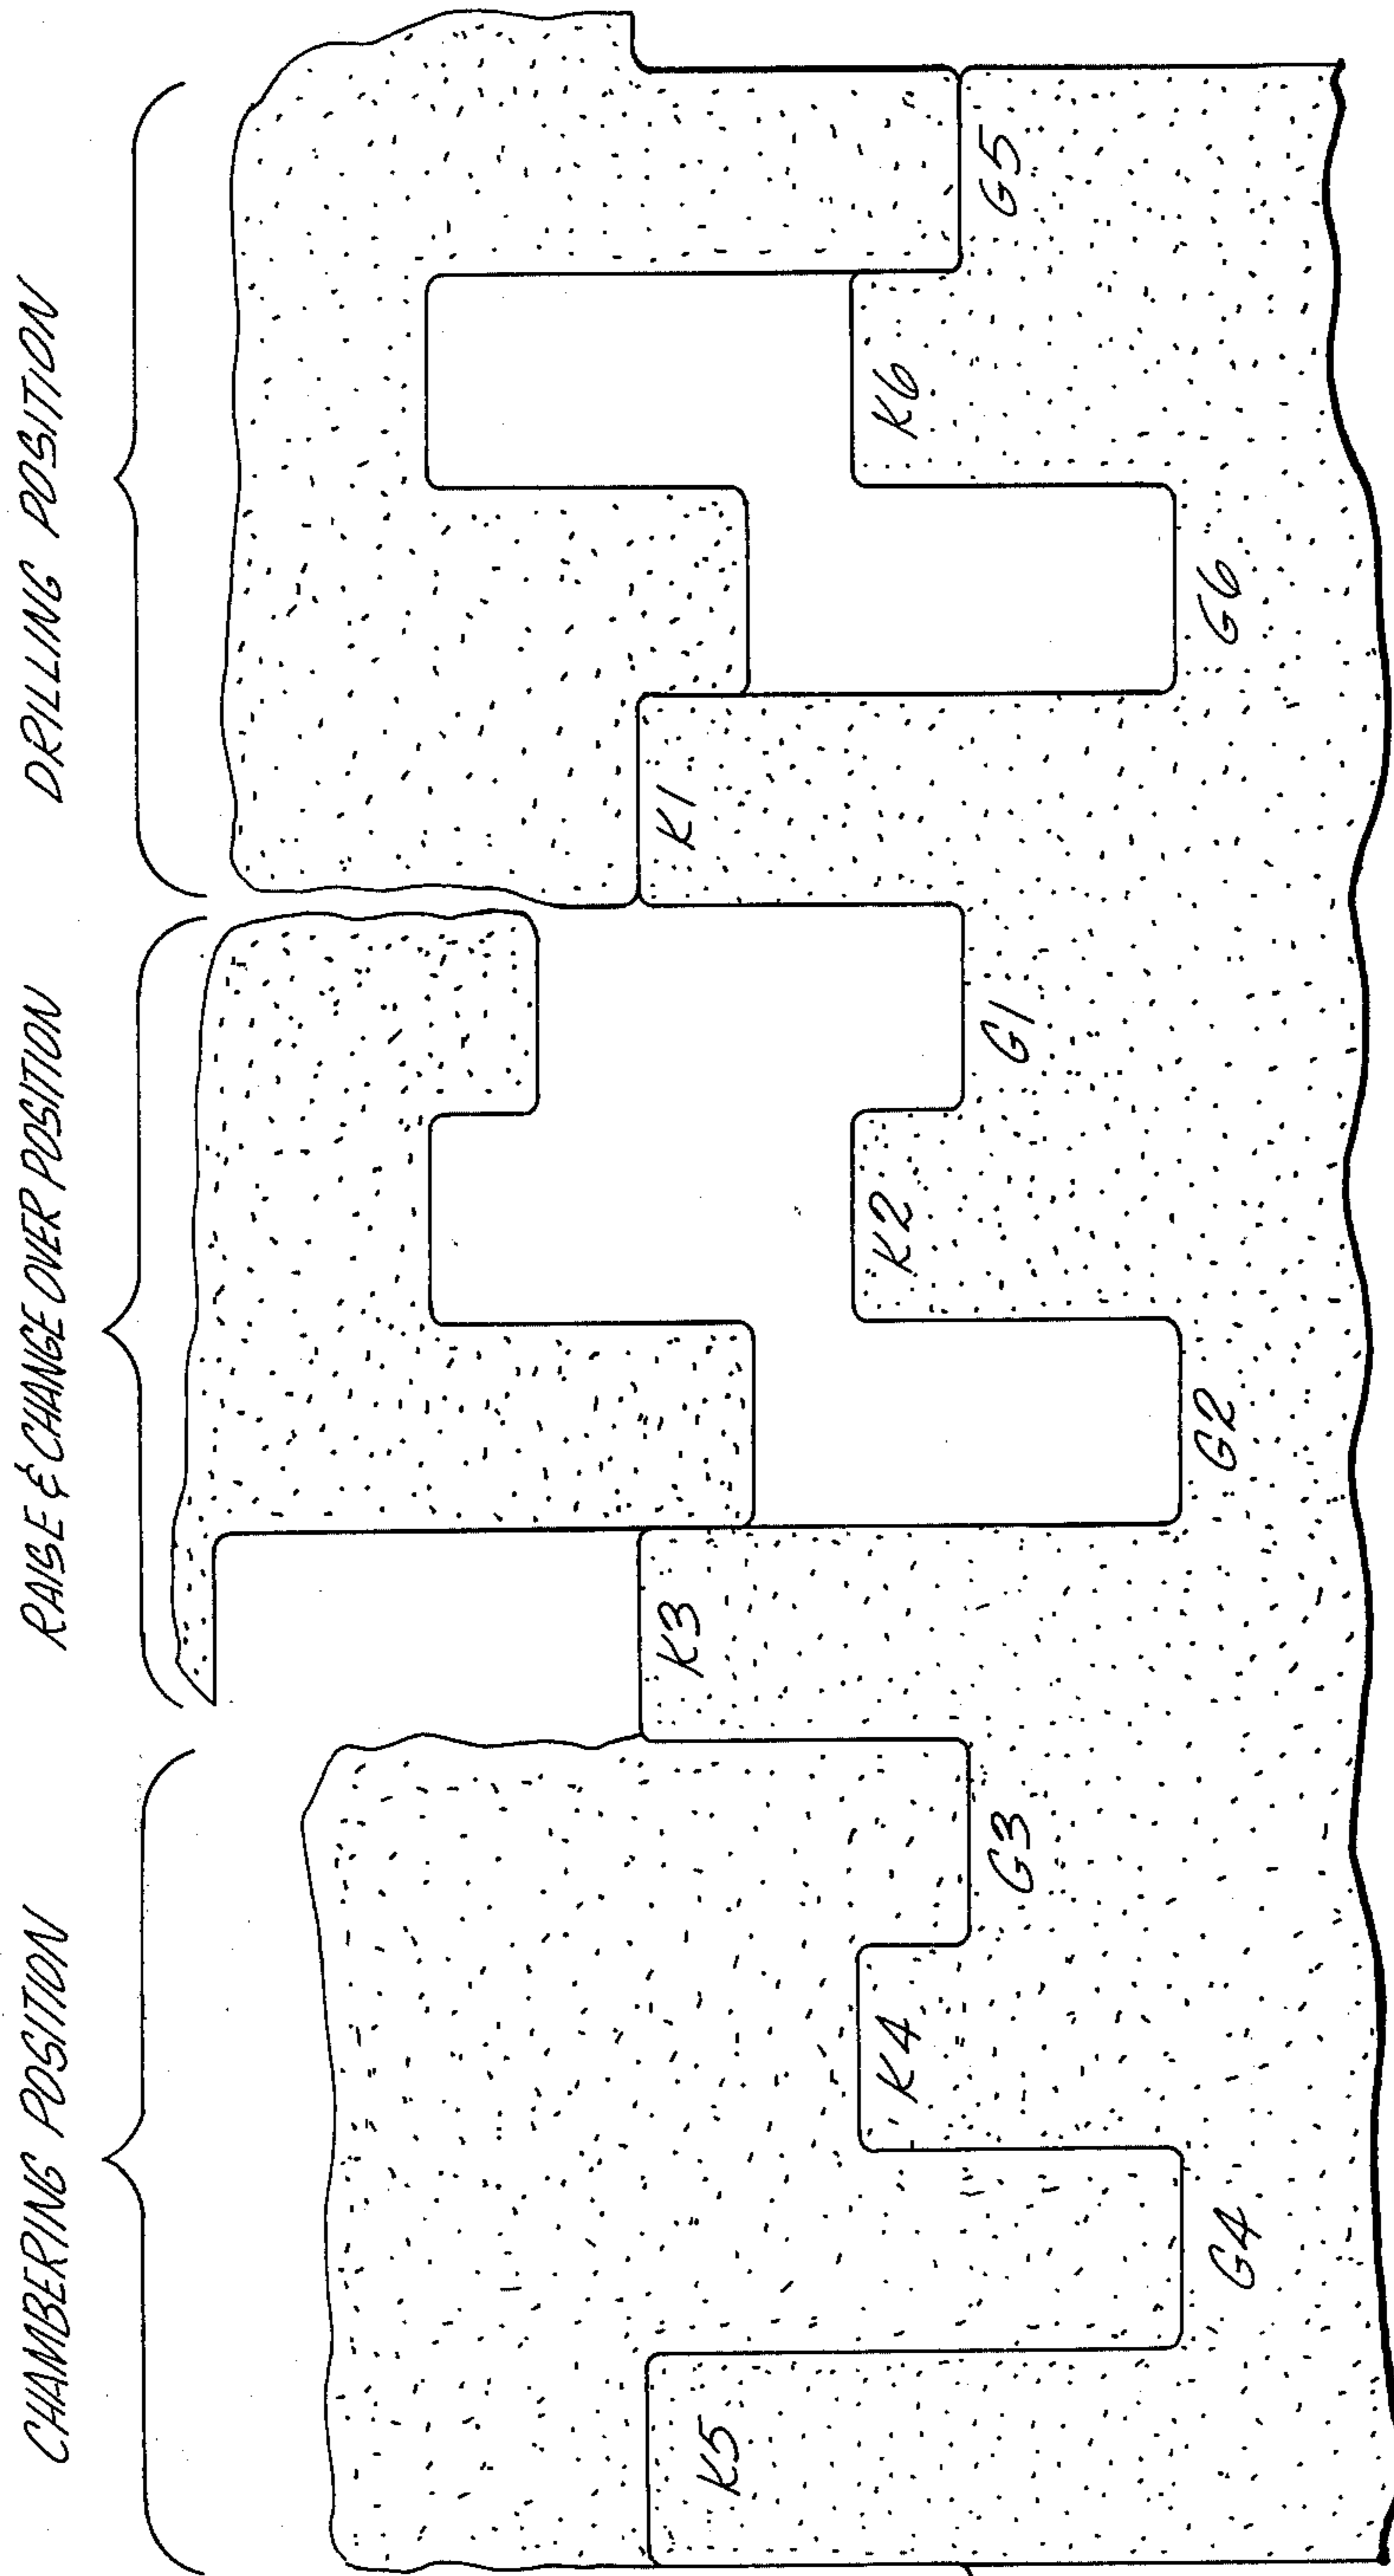 CHAMBERING POSITION
RAISE & CHANGE OVER POSITION
DRILLING POSITION
K5
G4
K4
G3
K3
G2
K2
G1
K1
G6
K6
G5